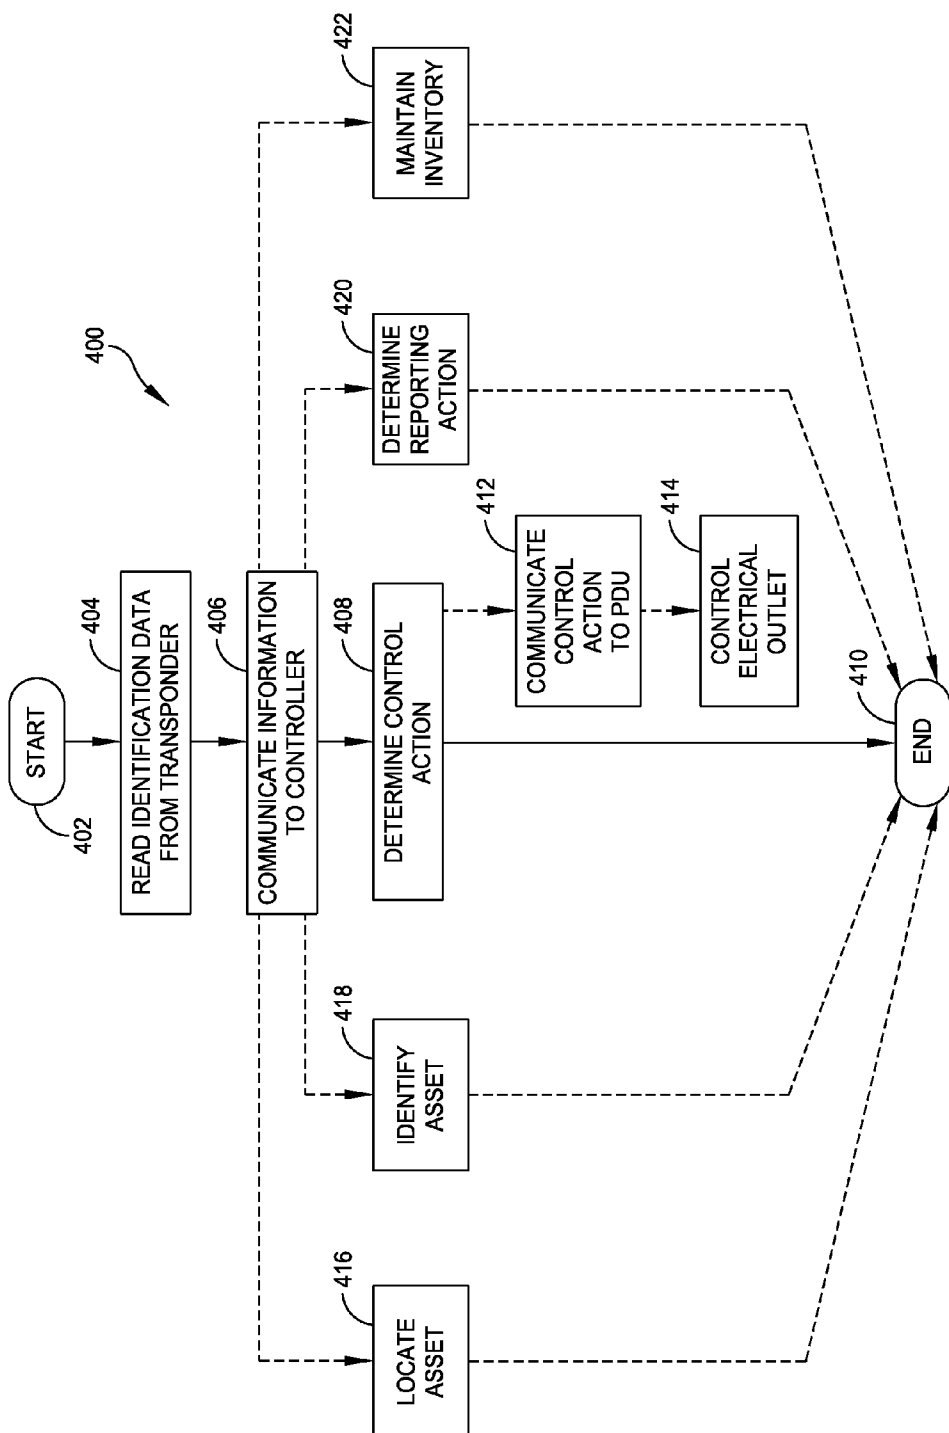 400
START
402
READ IDENTIFICATION DATA
FROM TRANSPONDER
404
COMMUNICATE INFORMATION
TO CONTROLLER
406
LOCATE
ASSET
416
IDENTIFY
ASSET
418
DETERMINE CONTROL
ACTION
408
DETERMINE
REPORTING
ACTION
420
MAINTAIN
INVENTORY
422
COMMUNICATE
CONTROL
ACTION
TO PDU
412
CONTROL
ELECTRICAL
OUTLET
414
END
410